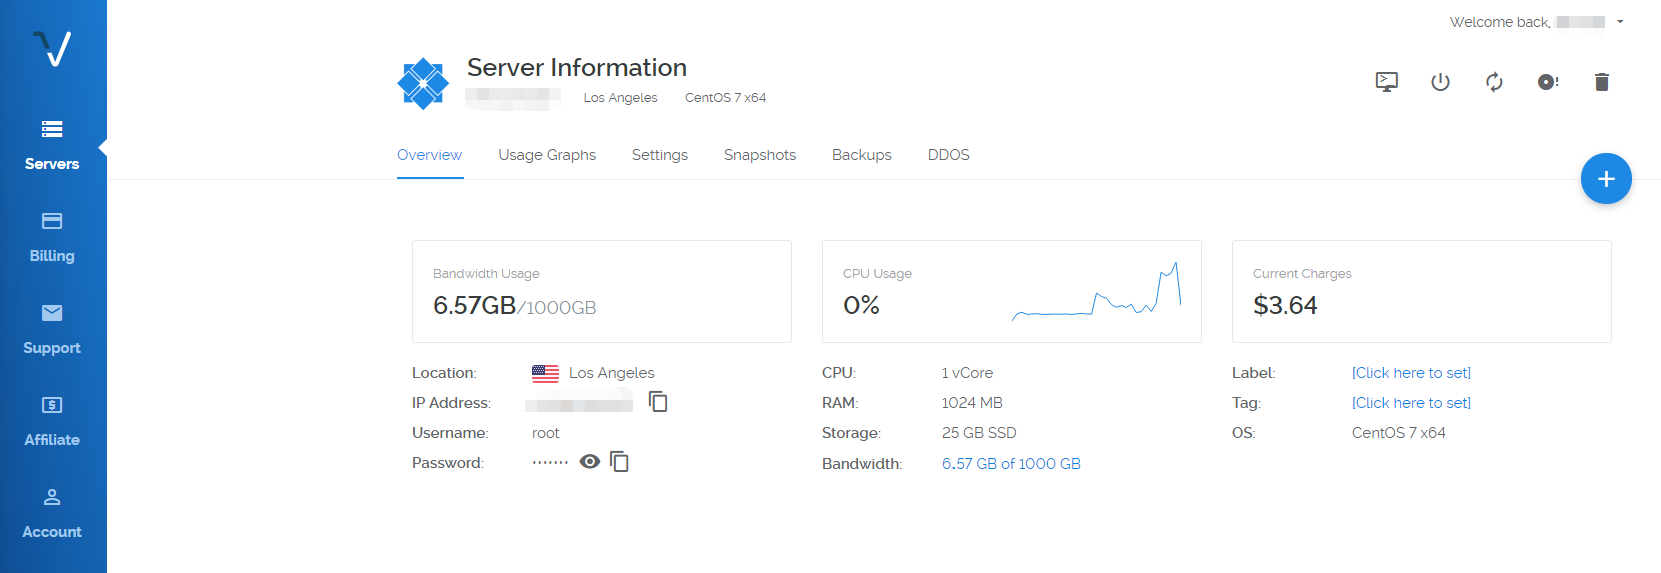 Welcome back,
Server Information
Los Angeles CentOS 7 x64
Overview Usage Graphs Settings Snapshots Backups DDOS
Servers
Billing
Support
Affiliate
Account
Bandwidth Usage
6.57GB/1000GB
CPU Usage
0%
Current Charges
$3.64
Location: Los Angeles
IP Address:
Username: root
Password: •••••••
CPU: 1 vCore
RAM: 1024 MB
Storage: 25 GB SSD
Bandwidth: 6.57 GB of 1000 GB
Label: [Click here to set]
Tag: [Click here to set]
OS: CentOS 7 x64